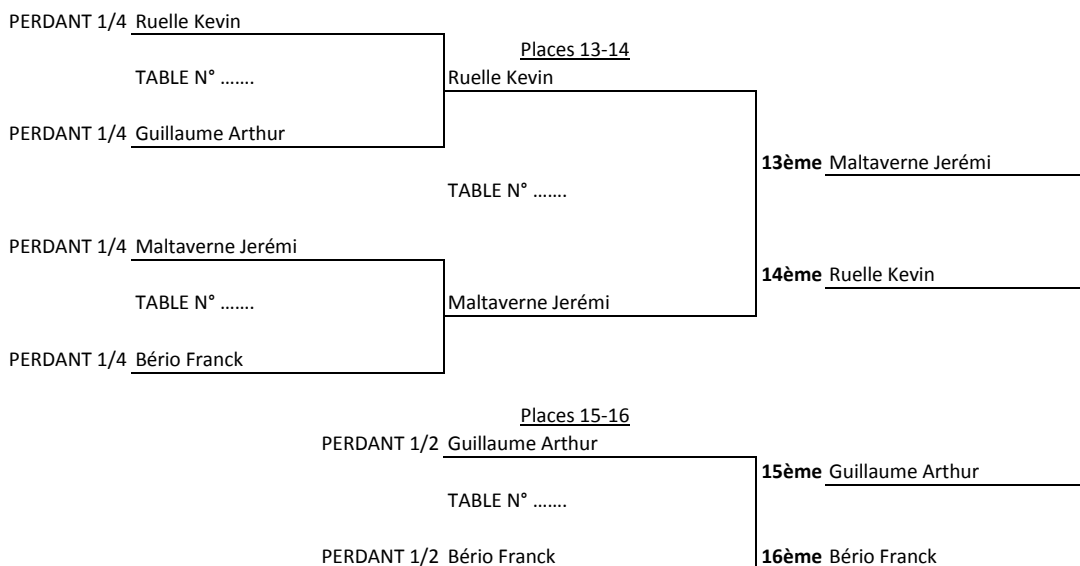 PERDANT 1/4 Ruelle Kevin
Places 13-14
TABLE N° ....... Ruelle Kevin
PERDANT 1/4 Guillaume Arthur
13ème Maltaverne Jerémi
TABLE N° .......
PERDANT 1/4 Maltaverne Jerémi
14ème Ruelle Kevin
TABLE N° ....... Maltaverne Jerémi
PERDANT 1/4 Bério Franck
Places 15-16
PERDANT 1/2 Guillaume Arthur
15ème Guillaume Arthur
TABLE N° .......
PERDANT 1/2 Bério Franck 16ème Bério Franck